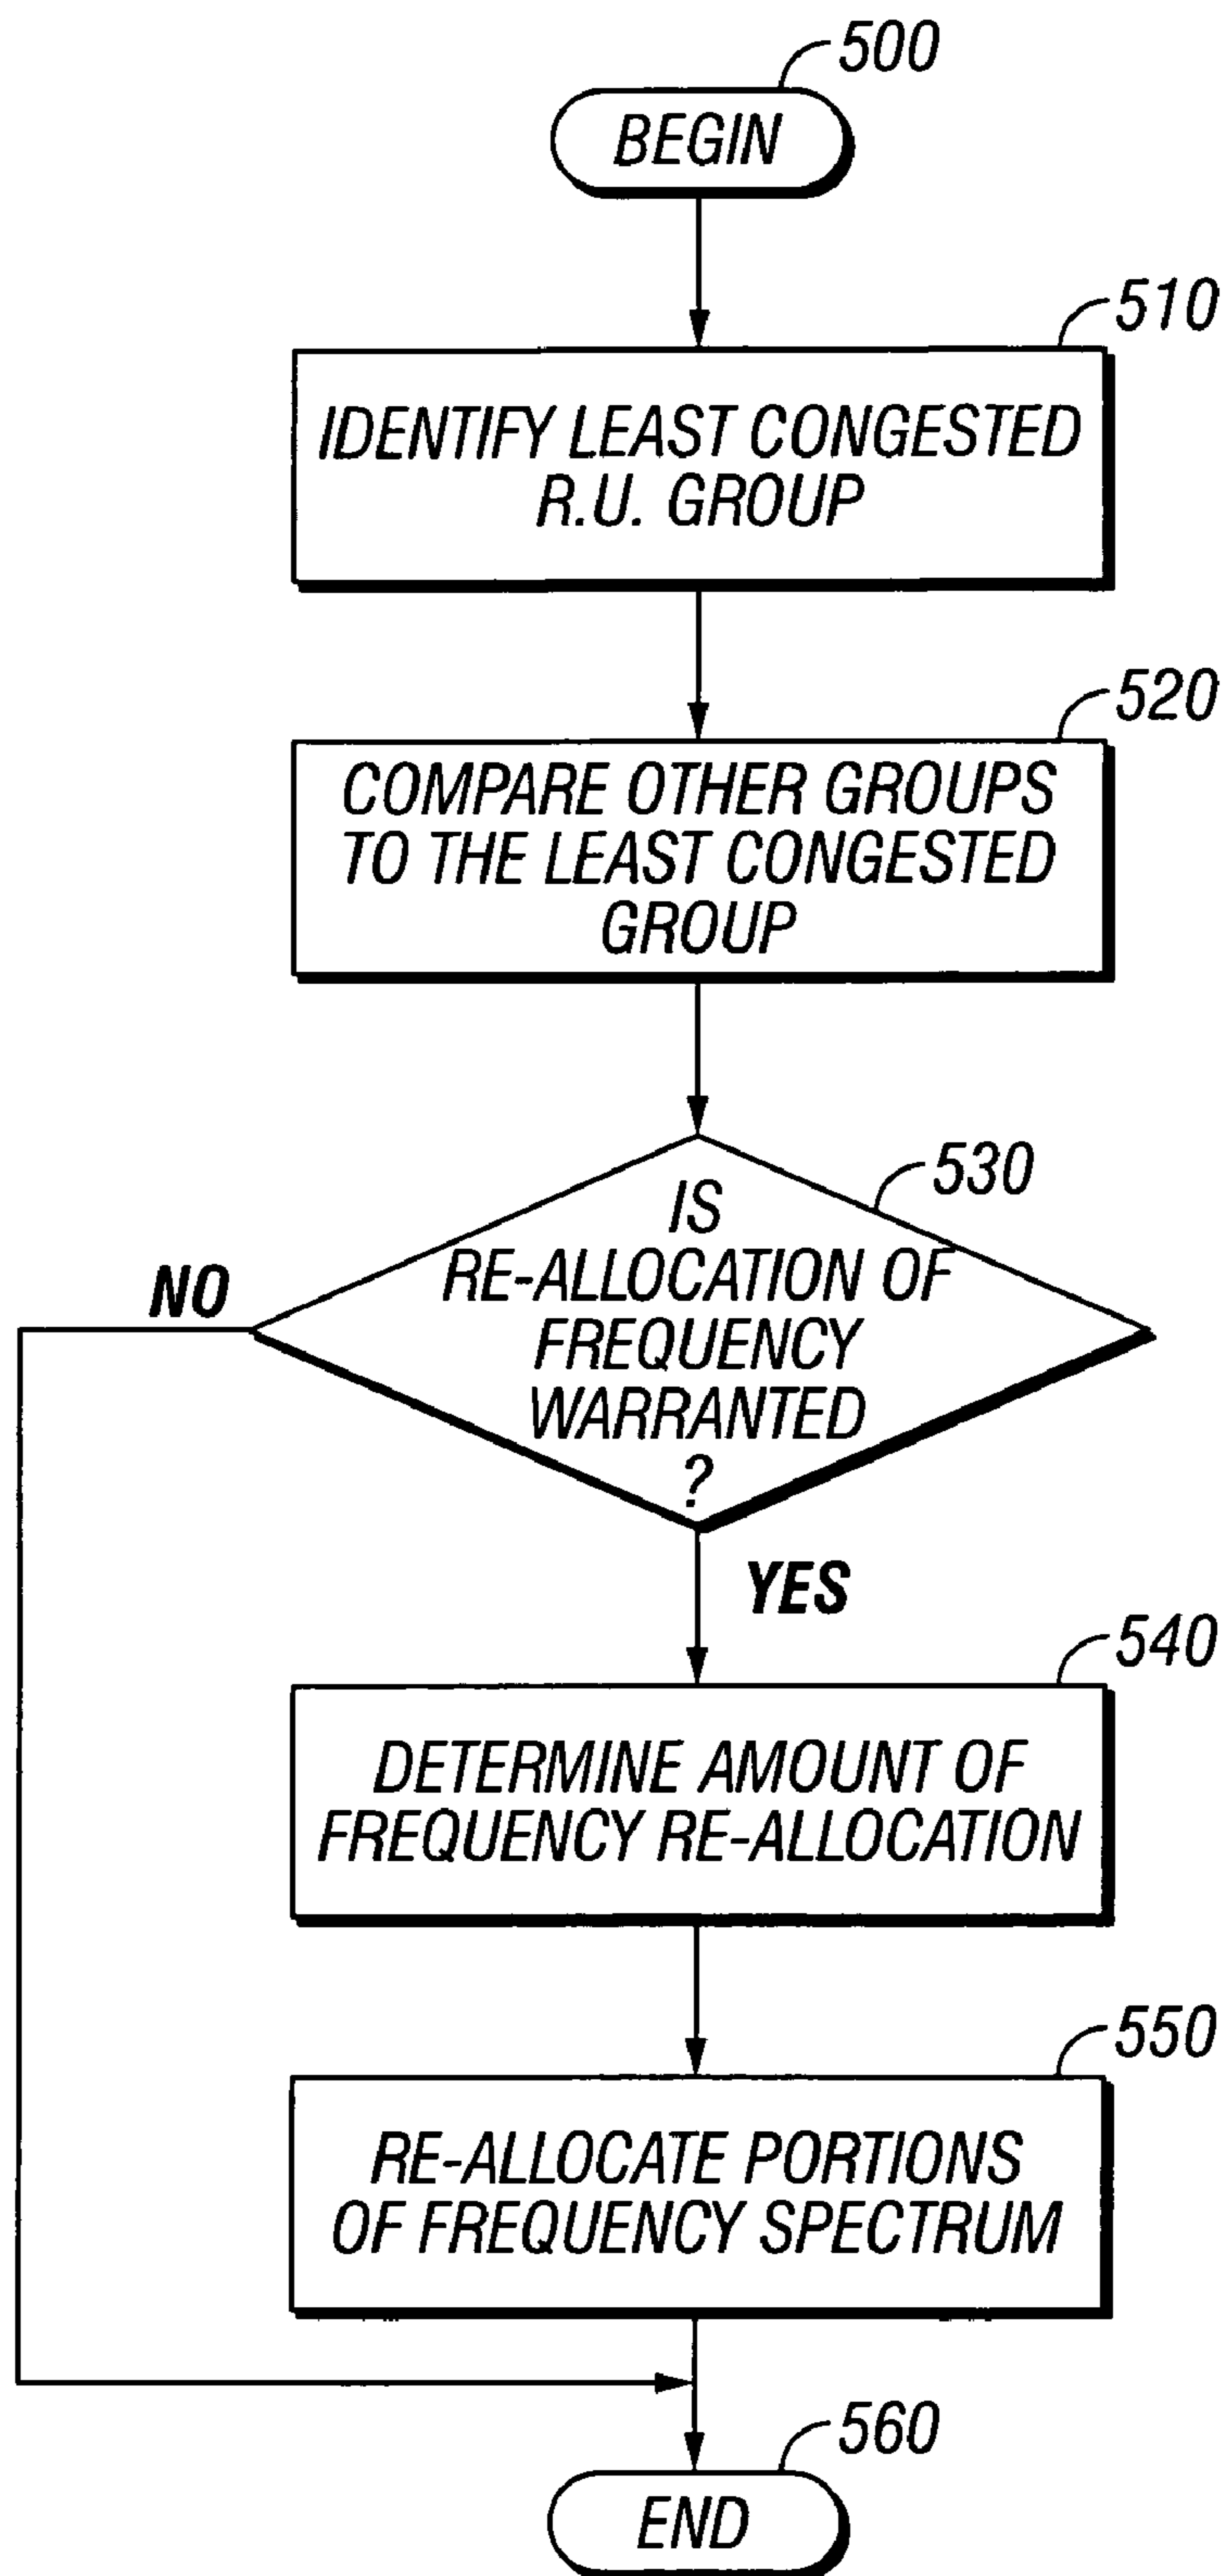 500
BEGIN
510
IDENTIFY LEAST CONGESTED
R.U. GROUP
520
COMPARE OTHER GROUPS
TO THE LEAST CONGESTED
GROUP
530
IS
RE-ALLOCATION OF
FREQUENCY
WARRANTED
?
NO
YES
540
DETERMINE AMOUNT OF
FREQUENCY RE-ALLOCATION
550
RE-ALLOCATE PORTIONS
OF FREQUENCY SPECTRUM
560
END